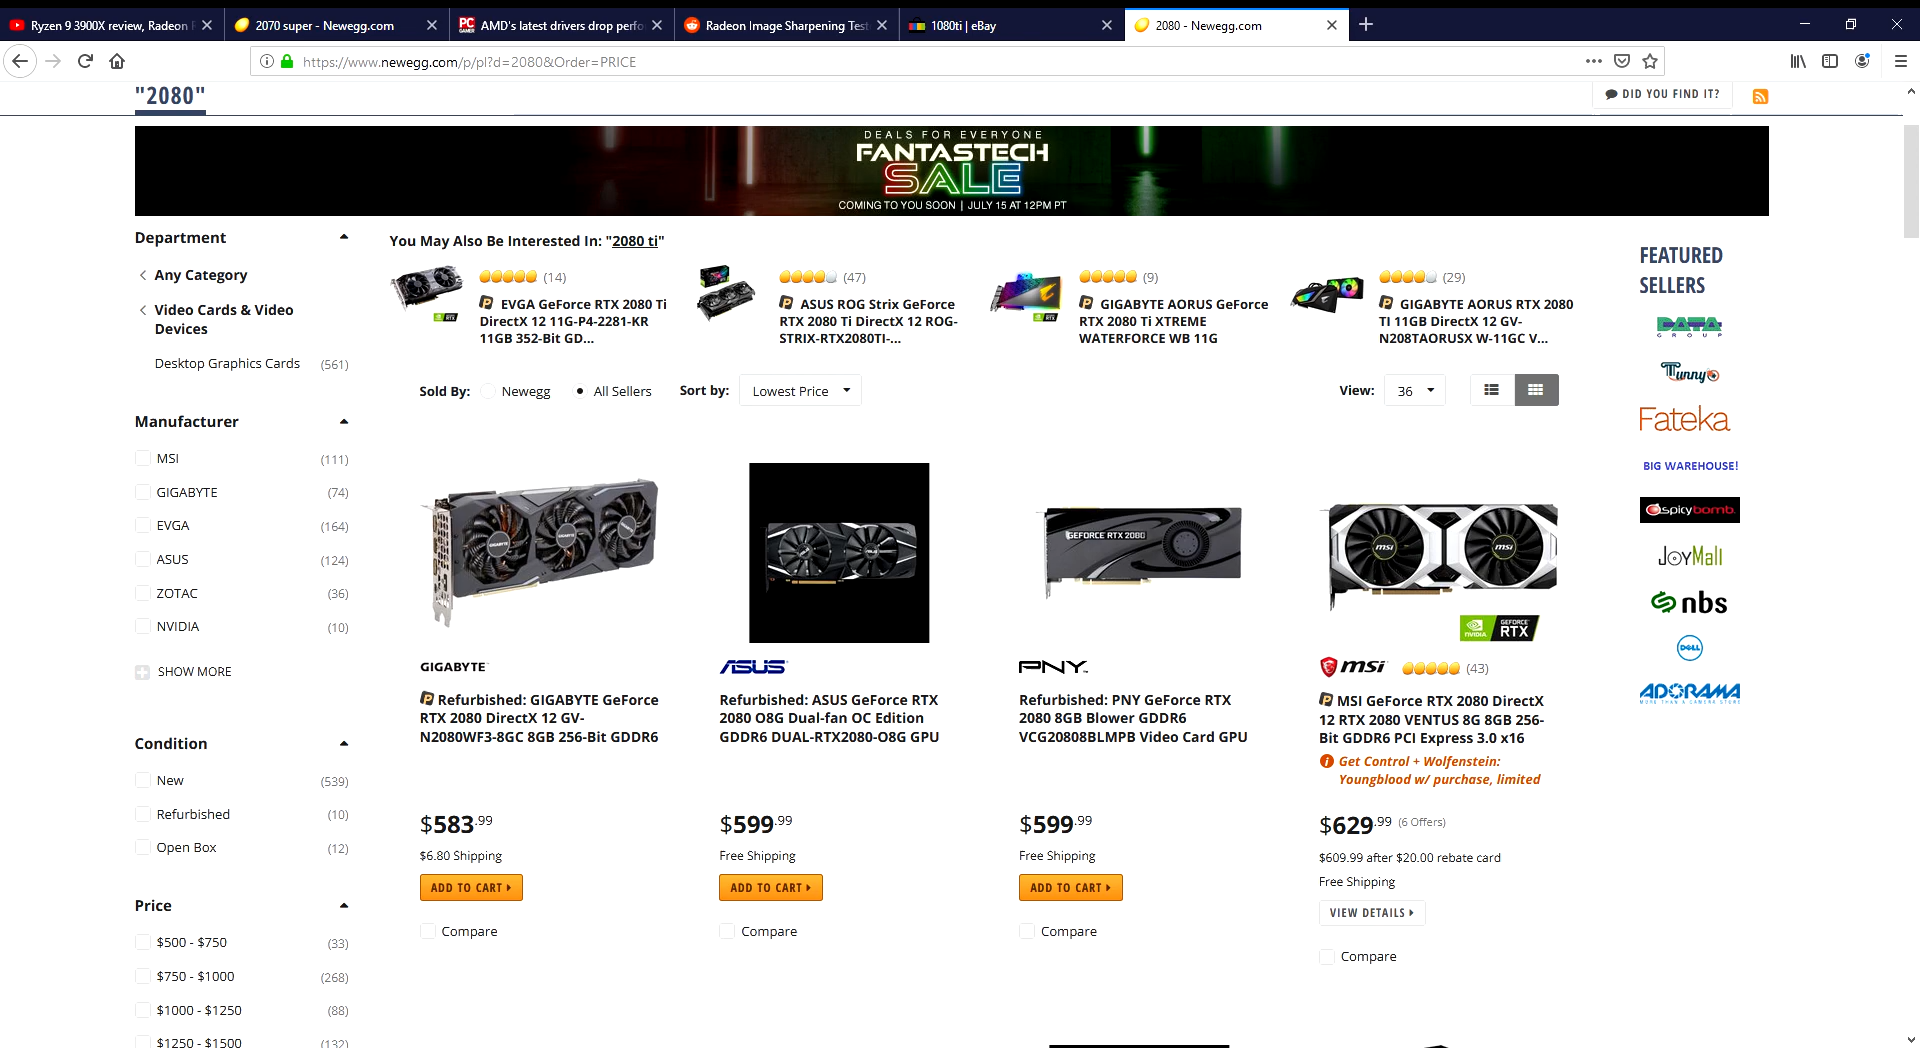 Ryzen 9 3900X review, Radeon
2070 super - Newegg.com
AMD's latest drivers drop perfo
Radeon Image Sharpening Test
1080ti | eBay
2080 - Newegg.com
https://www.newegg.com/p/pl?d=2080&Order=PRICE
"2080"
DID YOU FIND IT?
DEALS FOR EVERYONE
FANTASTECH
SALE
COMING TO YOU SOON | JULY 15 AT 12PM PT
Department
Any Category
Video Cards & Video
Devices
Desktop Graphics Cards (561)
Manufacturer
MSI (111)
GIGABYTE (74)
EVGA (164)
ASUS (124)
ZOTAC (36)
NVIDIA (10)
SHOW MORE
Condition
New (539)
Refurbished (10)
Open Box (12)
Price
$500 - $750 (33)
$750 - $1000 (268)
$1000 - $1250 (88)
$1250 - $1500 (132)
You May Also Be Interested In: "2080 ti"
(14)
EVGA GeForce RTX 2080 Ti
DirectX 12 11G-P4-2281-KR
11GB 352-Bit GD...
(47)
ASUS ROG Strix GeForce
RTX 2080 Ti DirectX 12 ROG-
STRIX-RTX2080TI-...
(9)
GIGABYTE AORUS GeForce
RTX 2080 Ti XTREME
WATERFORCE WB 11G
(29)
GIGABYTE AORUS RTX 2080
TI 11GB DirectX 12 GV-
N208TAORUSX W-11GC V...
Sold By: Newegg All Sellers Sort by: Lowest Price View: 36
GIGABYTE
Refurbished: GIGABYTE GeForce
RTX 2080 DirectX 12 GV-
N2080WF3-8GC 8GB 256-Bit GDDR6
$583.99
$6.80 Shipping
ADD TO CART
Compare
ASUS
Refurbished: ASUS GeForce RTX
2080 O8G Dual-fan OC Edition
GDDR6 DUAL-RTX2080-O8G GPU
$599.99
Free Shipping
ADD TO CART
Compare
GEFORCE RTX 2080
PNY
Refurbished: PNY GeForce RTX
2080 8GB Blower GDDR6
VCG20808BLMPB Video Card GPU
$599.99
Free Shipping
ADD TO CART
Compare
msi
msi
NVIDIA
GEFORCE
RTX
msi (43)
MSI GeForce RTX 2080 DirectX
12 RTX 2080 VENTUS 8G 8GB 256-
Bit GDDR6 PCI Express 3.0 x16
Get Control + Wolfenstein:
Youngblood w/ purchase, limited
$629.99 (6 Offers)
$609.99 after $20.00 rebate card
Free Shipping
VIEW DETAILS
Compare
FEATURED
SELLERS
DATA
GROUP
Tunnyo
Fateka
BIG WAREHOUSE!
spicybomb.
JoyMall
nbs
DELL
ADORAMA
MORE THAN A CAMERA STORE